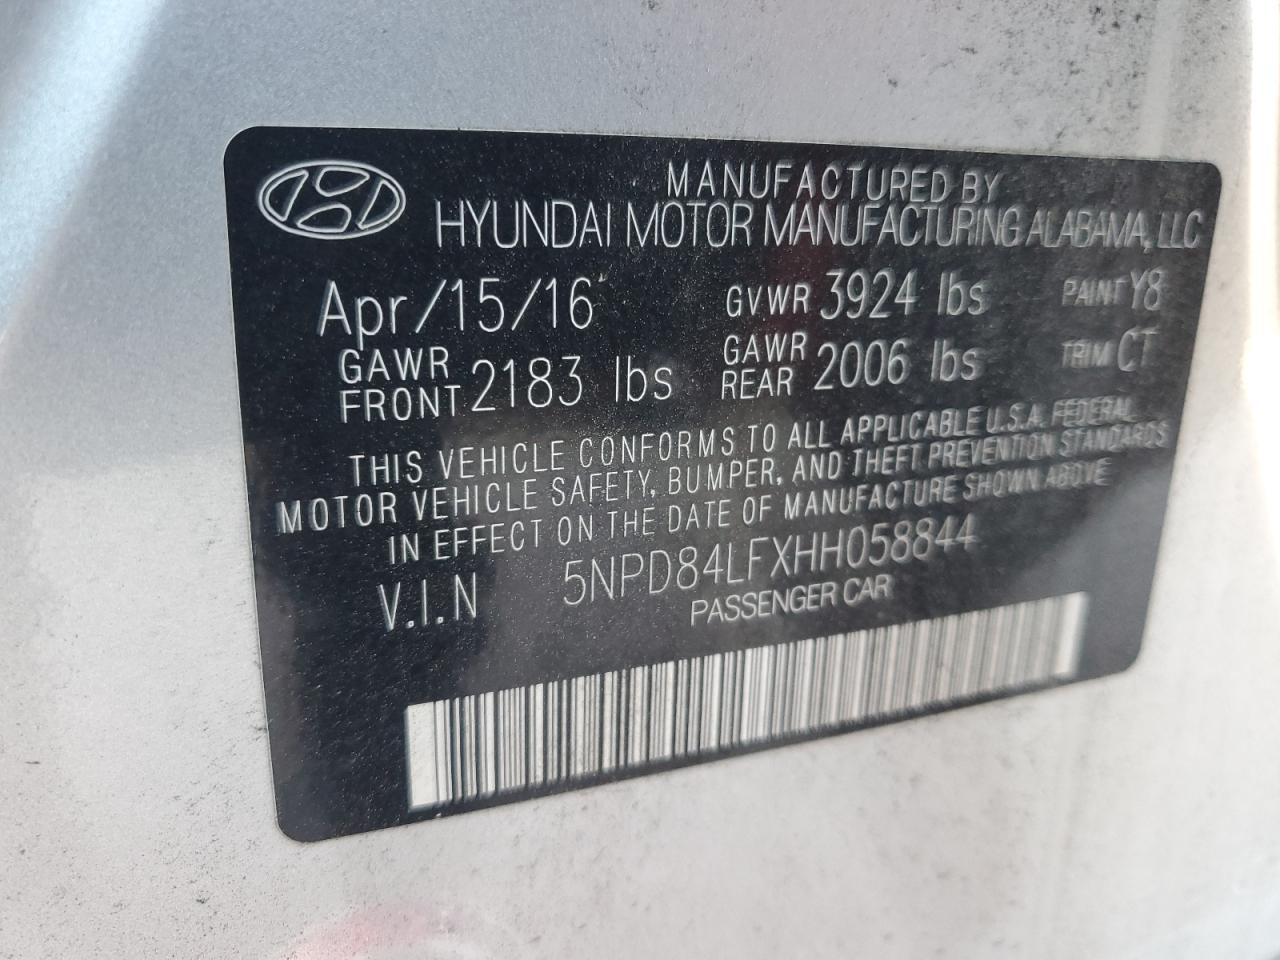 MANUFACTURED BY
HYUNDAI MOTOR MANUFACTURING ALABAMA, LLC
Apr/15/16 GVWR 3924 lbs PAINT Y8
GAWR FRONT 2183 lbs GAWR REAR 2006 lbs TRIM CT
THIS VEHICLE CONFORMS TO ALL APPLICABLE U.S.A. FEDERAL
MOTOR VEHICLE SAFETY, BUMPER, AND THEFT PREVENTION STANDARDS
IN EFFECT ON THE DATE OF MANUFACTURE SHOWN ABOVE
V.I.N 5NPD84LFXHH058844
PASSENGER CAR